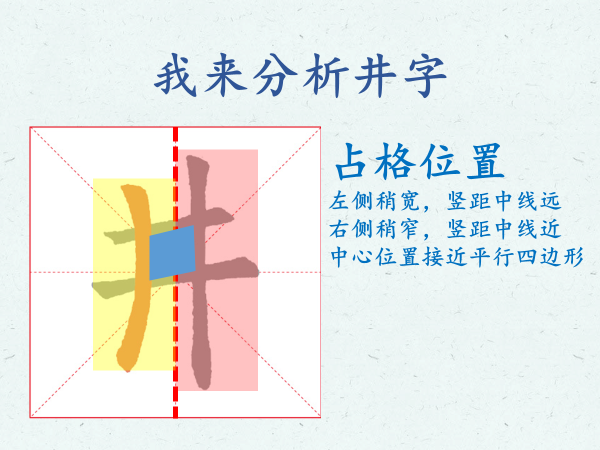 我来分析井字
井
占格位置
左侧稍宽，竖距中线远
右侧稍窄，竖距中线近
中心位置接近平行四边形